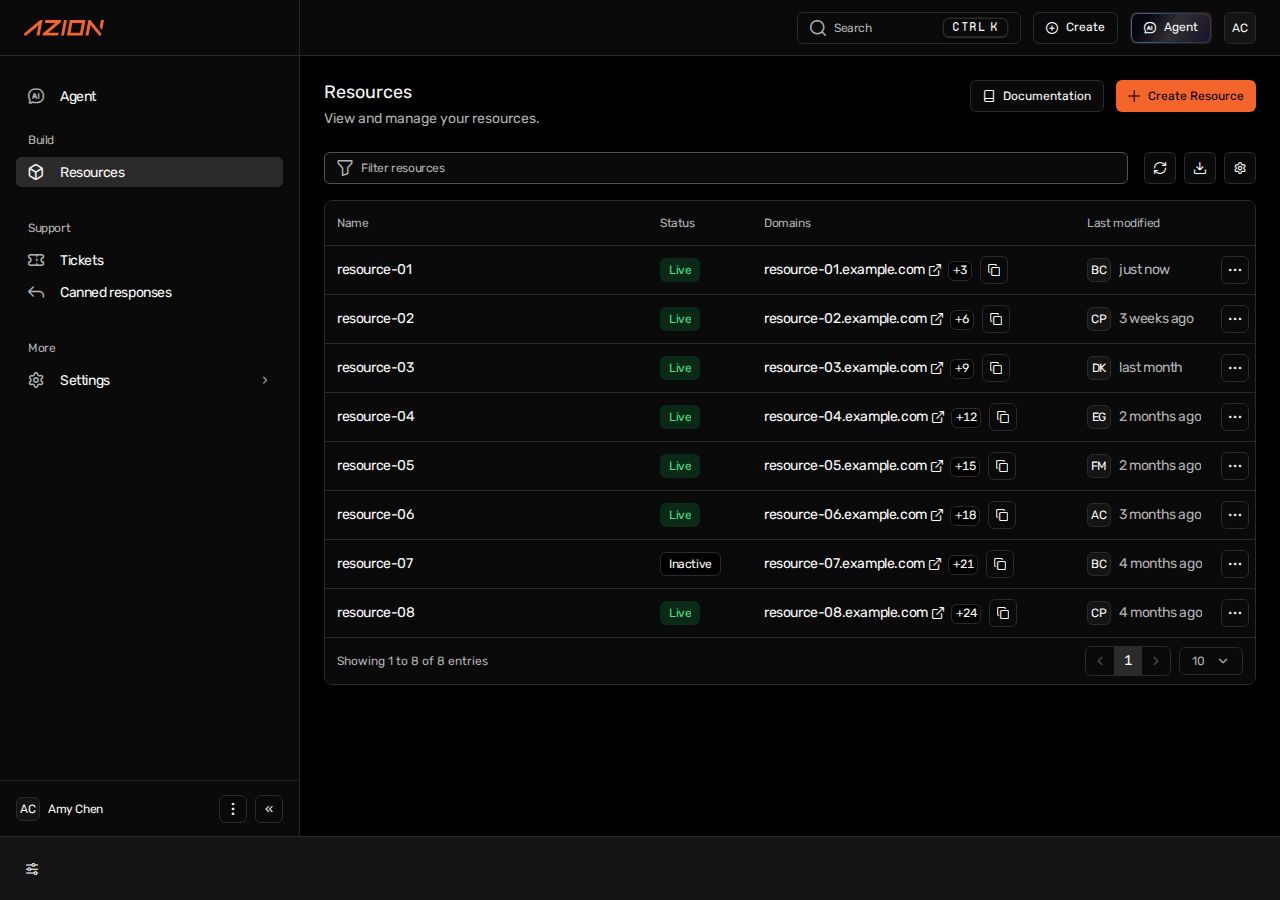 AZION
Search CTRL K Create Agent AC
Agent
Build
Resources
Support
Tickets
Canned responses
More
Settings
AC Amy Chen
Resources
View and manage your resources.
Documentation Create Resource
Filter resources
Name Status Domains Last modified
resource-01 Live resource-01.example.com +3 BC just now
resource-02 Live resource-02.example.com +6 CP 3 weeks ago
resource-03 Live resource-03.example.com +9 DK last month
resource-04 Live resource-04.example.com +12 EG 2 months ago
resource-05 Live resource-05.example.com +15 FM 2 months ago
resource-06 Live resource-06.example.com +18 AC 3 months ago
resource-07 Inactive resource-07.example.com +21 BC 4 months ago
resource-08 Live resource-08.example.com +24 CP 4 months ago
Showing 1 to 8 of 8 entries 1 10